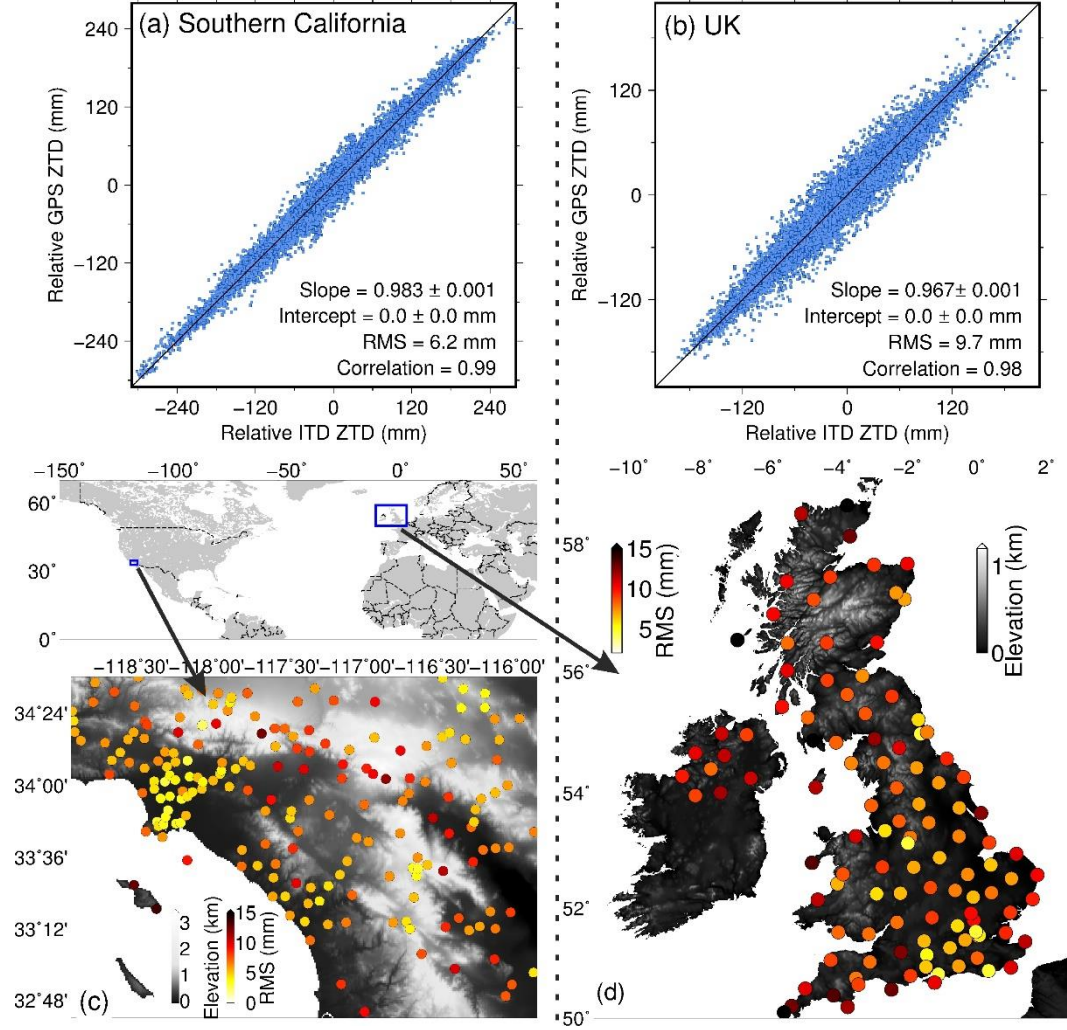 (a) Southern California
240
120
0
−120
−240
Relative GPS ZTD (mm)
Slope = 0.983 ± 0.001
Intercept = 0.0 ± 0.0 mm
RMS = 6.2 mm
Correlation = 0.99
−240 −120 0 120 240
Relative ITD ZTD (mm)
(b) UK
120
0
−120
Relative GPS ZTD (mm)
Slope = 0.967± 0.001
Intercept = 0.0 ± 0.0 mm
RMS = 9.7 mm
Correlation = 0.98
−120 0 120
Relative ITD ZTD (mm)
−150˚ −100˚ −50˚ 0˚ 50˚
60˚
30˚
0˚
−118˚30' −118˚00' −117˚30' −117˚00' −116˚30' −116˚00'
34˚24'
34˚00'
33˚36'
33˚12'
32˚48'
3
2
1
0
Elevation (km)
15
10
5
0
RMS (mm)
(c)
−10˚ −8˚ −6˚ −4˚ −2˚ 0˚ 2˚
58˚
56˚
54˚
52˚
50˚
15
10
5
RMS (mm)
1
0
Elevation (km)
(d)